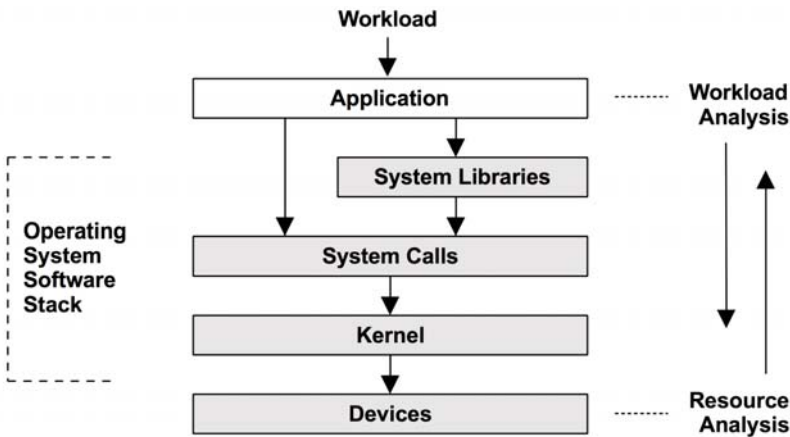 Workload
Application
Workload
Analysis
System Libraries
Operating
System
Software
Stack
System Calls
Kernel
Devices
Resource
Analysis